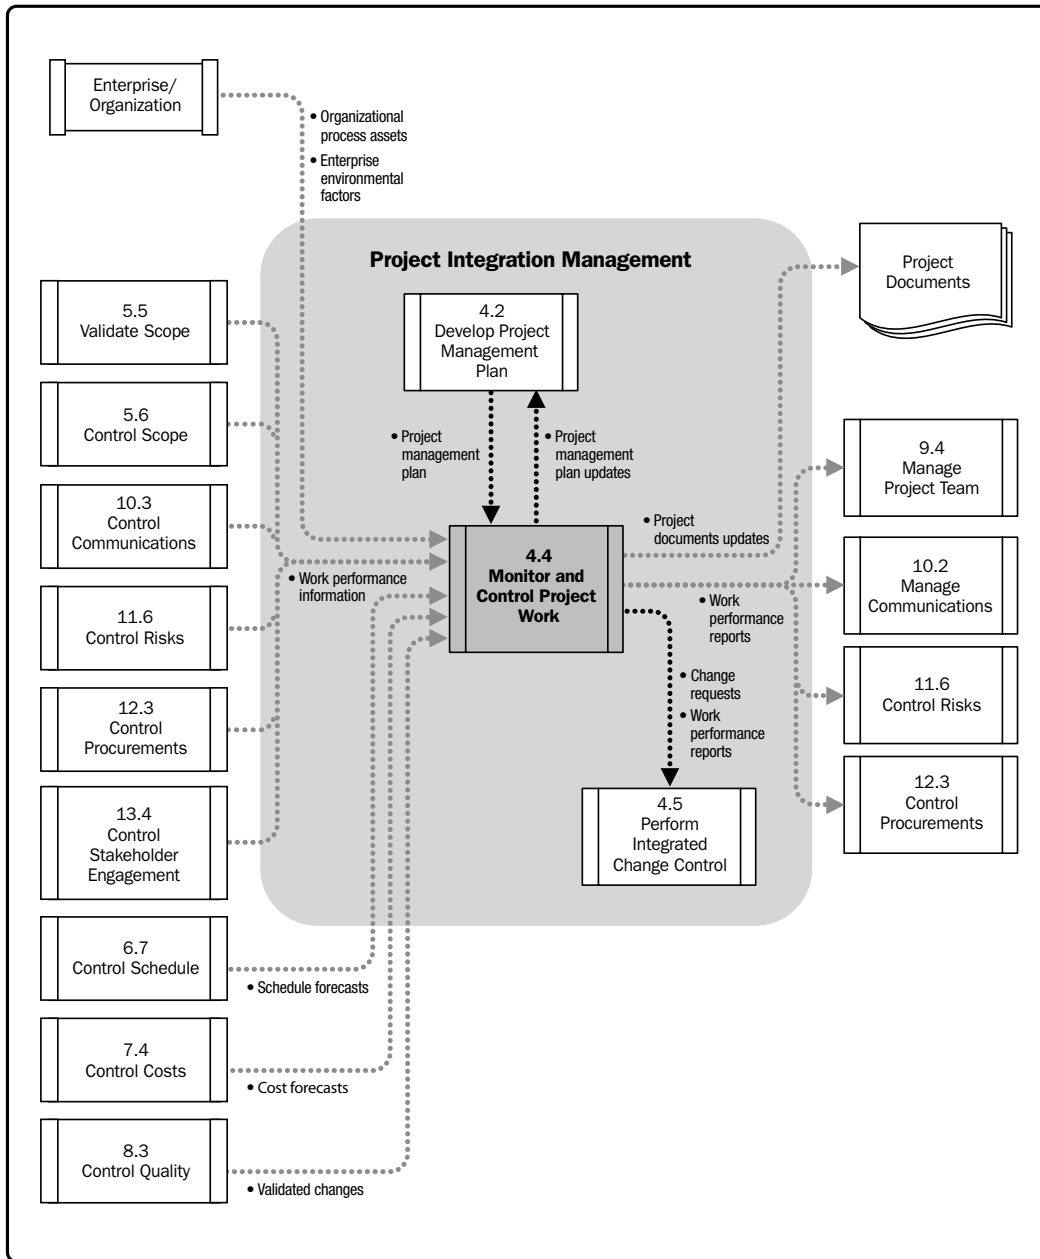 Enterprise/
Organization
• Organizational
process assets
• Enterprise
environmental
factors
Project Integration Management
Project
Documents
5.5
Validate Scope
4.2
Develop Project
Management
Plan
5.6
Control Scope
• Project
management
plan
• Project
management
plan updates
9.4
Manage
Project Team
10.3
Control
Communications
• Project
documents updates
4.4
Monitor and
Control Project
Work
• Work performance
information
10.2
Manage
Communications
11.6
Control Risks
• Work
performance
reports
• Change
requests
• Work
performance
reports
11.6
Control Risks
12.3
Control
Procurements
4.5
Perform
Integrated
Change Control
12.3
Control
Procurements
13.4
Control
Stakeholder
Engagement
6.7
Control Schedule
• Schedule forecasts
7.4
Control Costs
• Cost forecasts
8.3
Control Quality
• Validated changes